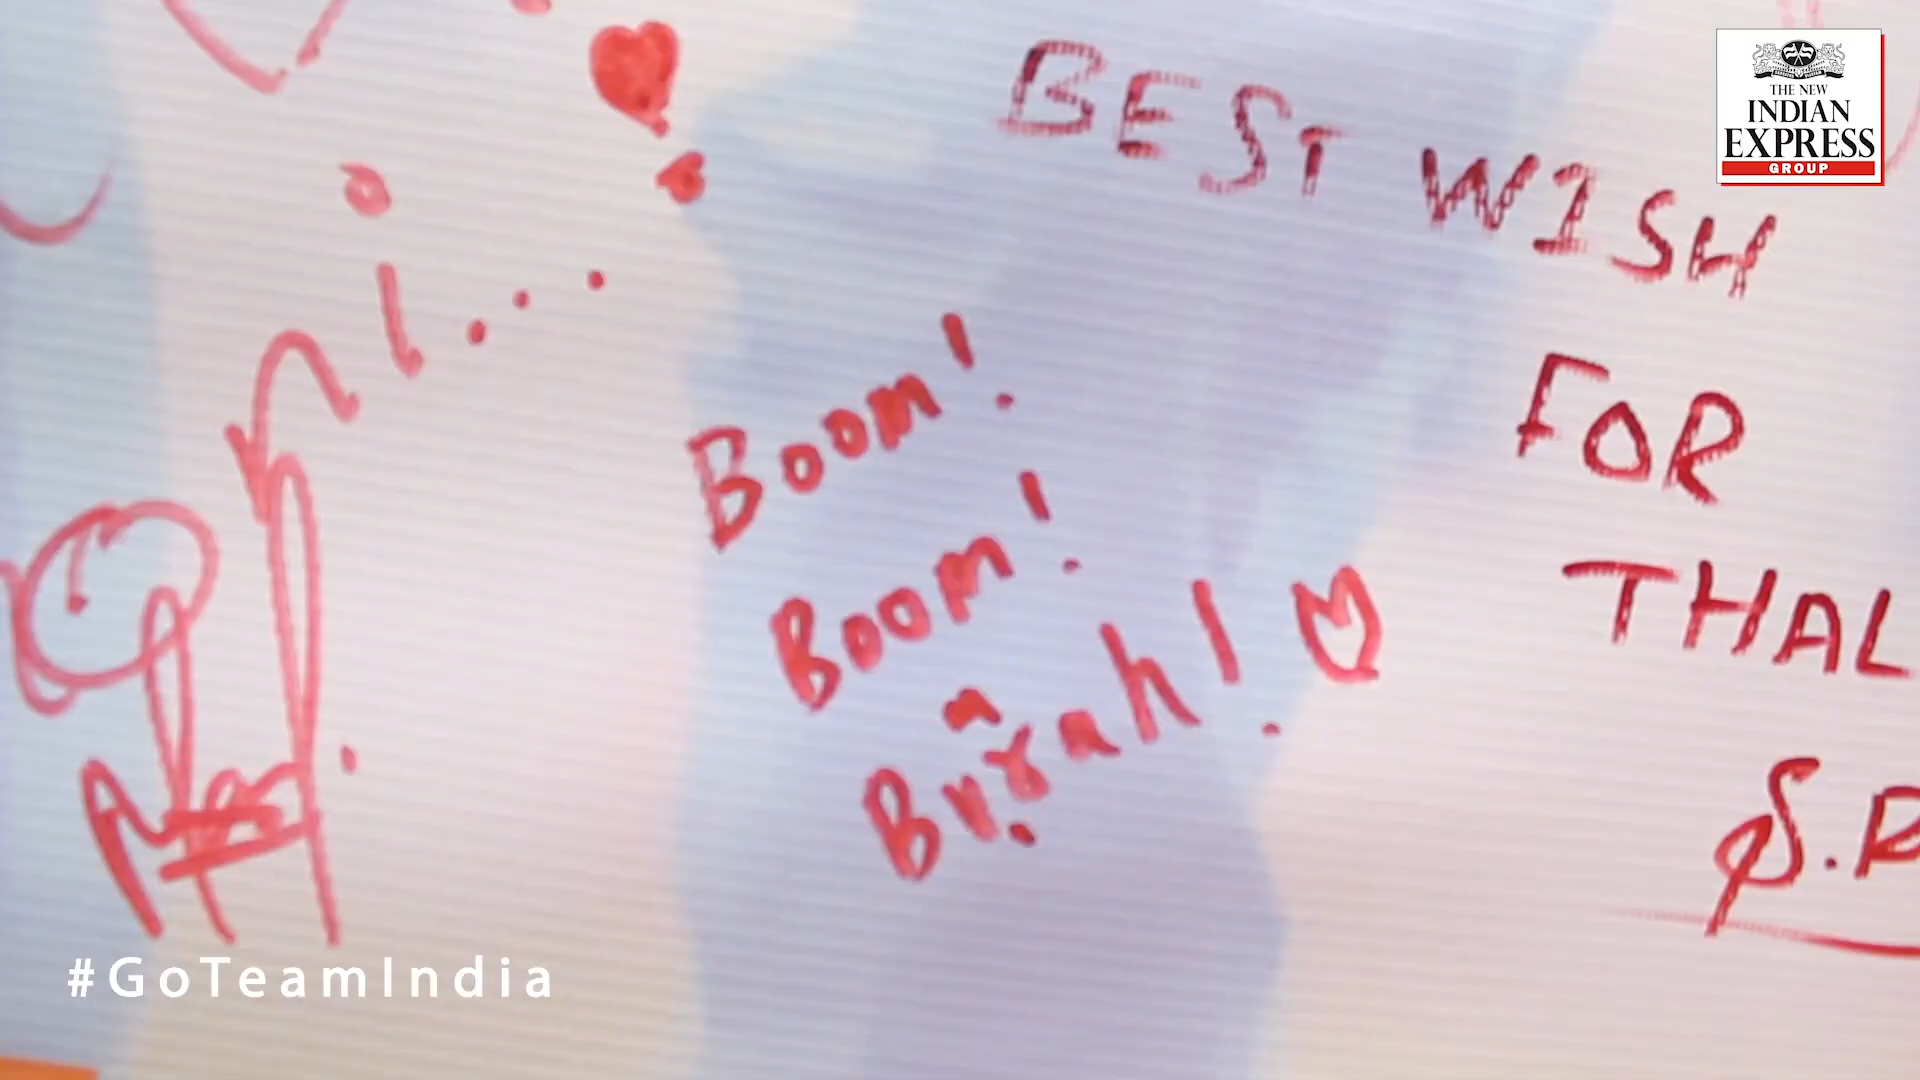 BEST WISH
FOR
THAL
S.D
Boom!
Boom!
Bumrah!
#GoTeamIndia
THE NEW
INDIAN
EXPRESS
GROUP